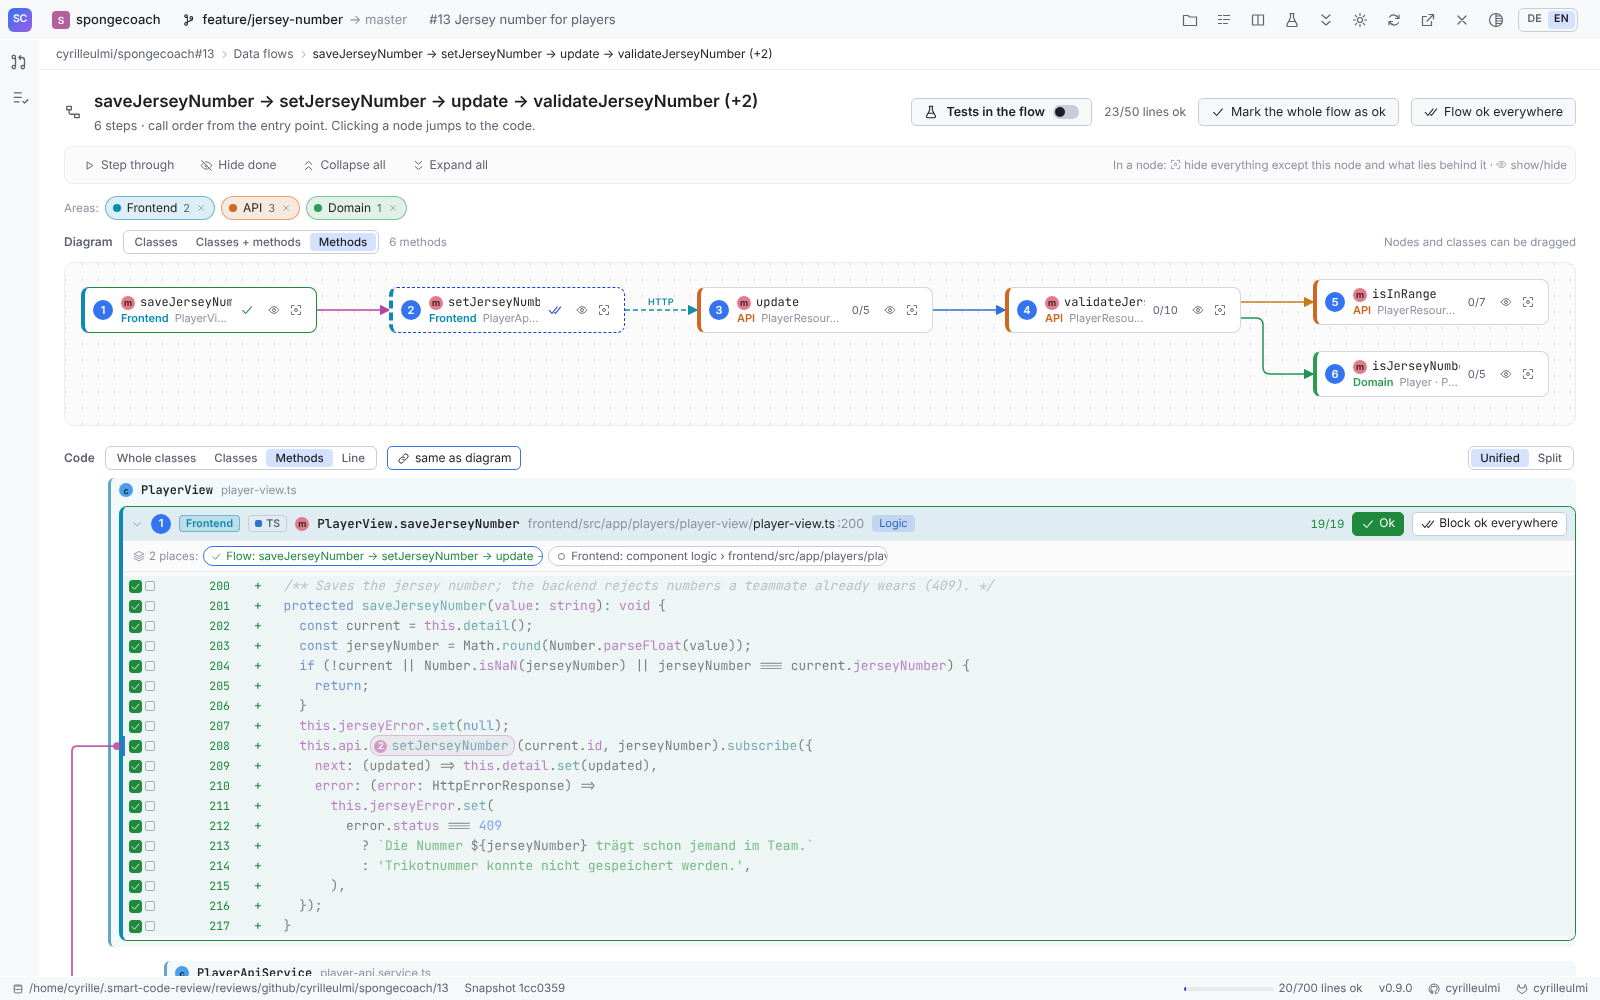 SC S spongecoach feature/jersey-number → master #13 Jersey number for players DE EN
cyrilleulmi/spongecoach#13 › Data flows › saveJerseyNumber → setJerseyNumber → update → validateJerseyNumber (+2)
saveJerseyNumber → setJerseyNumber → update → validateJerseyNumber (+2)
6 steps · call order from the entry point. Clicking a node jumps to the code.
Tests in the flow 23/50 lines ok Mark the whole flow as ok Flow ok everywhere
Step through Hide done Collapse all Expand all In a node: hide everything except this node and what lies behind it · show/hide
Areas: Frontend 2 × API 3 × Domain 1 ×
Diagram Classes Classes + methods Methods 6 methods Nodes and classes can be dragged
1 m saveJerseyNum
Frontend PlayerVi...
2 m setJerseyNumb
Frontend PlayerAp...
HTTP
3 m update 0/5
API PlayerResour...
4 m validateJer 0/10
API PlayerResou...
5 m isInRange 0/7
API PlayerResour...
6 m isJerseyNumb 0/5
Domain Player · P...
Code Whole classes Classes Methods Line same as diagram Unified Split
c PlayerView player-view.ts
1 Frontend TS m PlayerView.saveJerseyNumber frontend/src/app/players/player-view/player-view.ts:200 Logic 19/19 Ok Block ok everywhere
2 places: Flow: saveJerseyNumber → setJerseyNumber → update Frontend: component logic › frontend/src/app/players/play
200 + /** Saves the jersey number; the backend rejects numbers a teammate already wears (409). */
201 + protected saveJerseyNumber(value: string): void {
202 + const current = this.detail();
203 + const jerseyNumber = Math.round(Number.parseFloat(value));
204 + if (!current || Number.isNaN(jerseyNumber) || jerseyNumber === current.jerseyNumber) {
205 + return;
206 + }
207 + this.jerseyError.set(null);
208 + this.api. 2 setJerseyNumber (current.id, jerseyNumber).subscribe({
209 + next: (updated) => this.detail.set(updated),
210 + error: (error: HttpErrorResponse) =>
211 + this.jerseyError.set(
212 + error.status === 409
213 + ? `Die Nummer ${jerseyNumber} trägt schon jemand im Team.`
214 + : 'Trikotnummer konnte nicht gespeichert werden.',
215 + ),
216 + });
217 + }
c PlayerApiService player-api.service.ts
/home/cyrille/.smart-code-review/reviews/github/cyrilleulmi/spongecoach/13 Snapshot 1cc0359 20/700 lines ok v0.9.0 cyrilleulmi cyrilleulmi